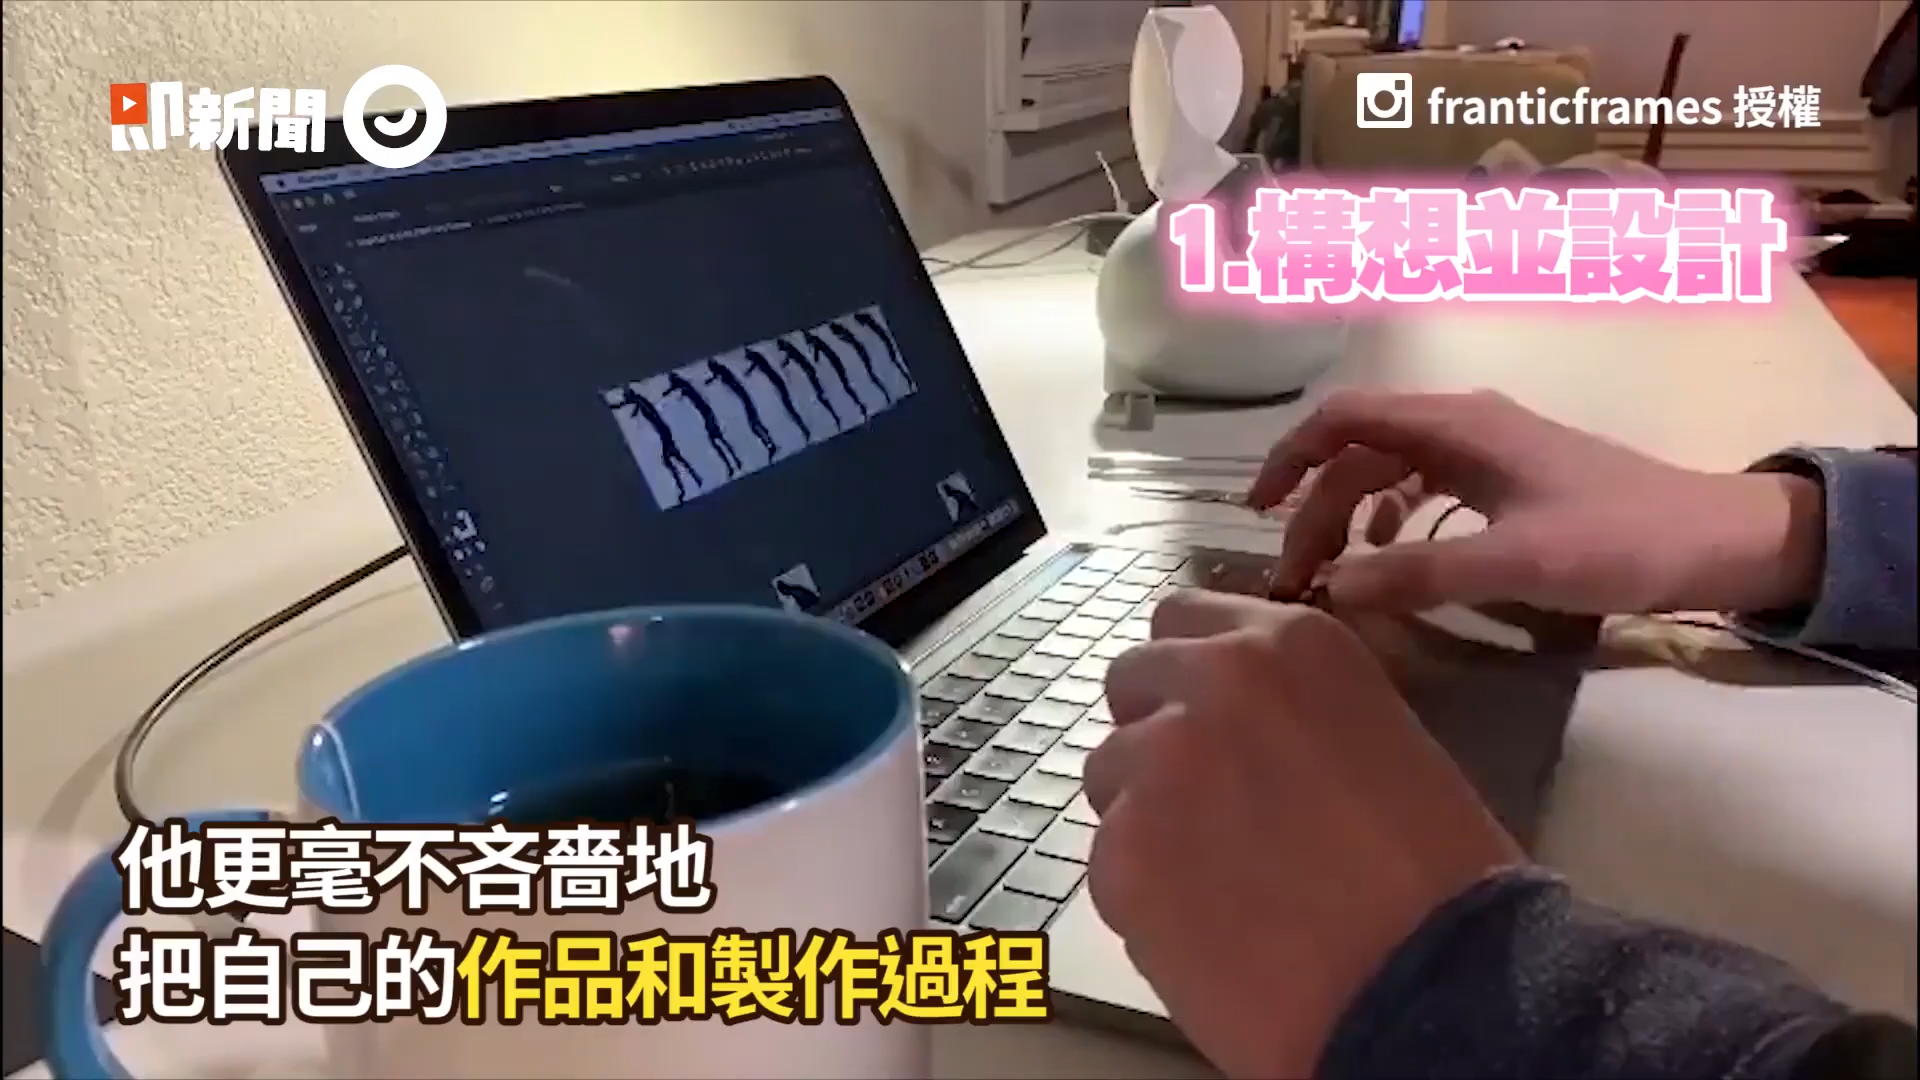 即新聞
franticframes 授權
1.構想並設計
他更毫不吝嗇地
把自己的作品和製作過程